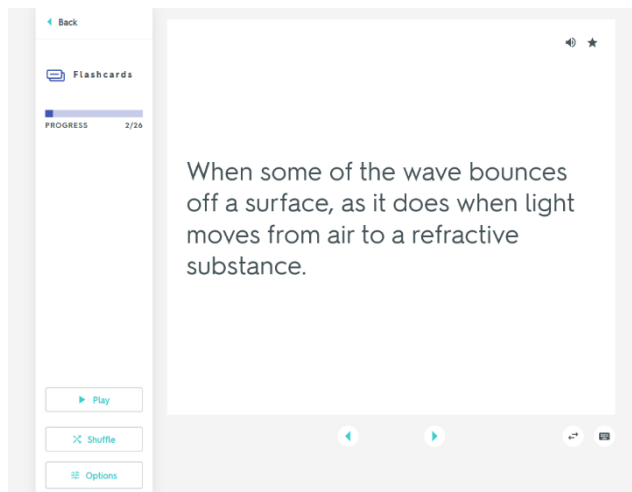 Back
Flashcards
PROGRESS 2/26
When some of the wave bounces
off a surface, as it does when light
moves from air to a refractive
substance.
Play
Shuffle
Options